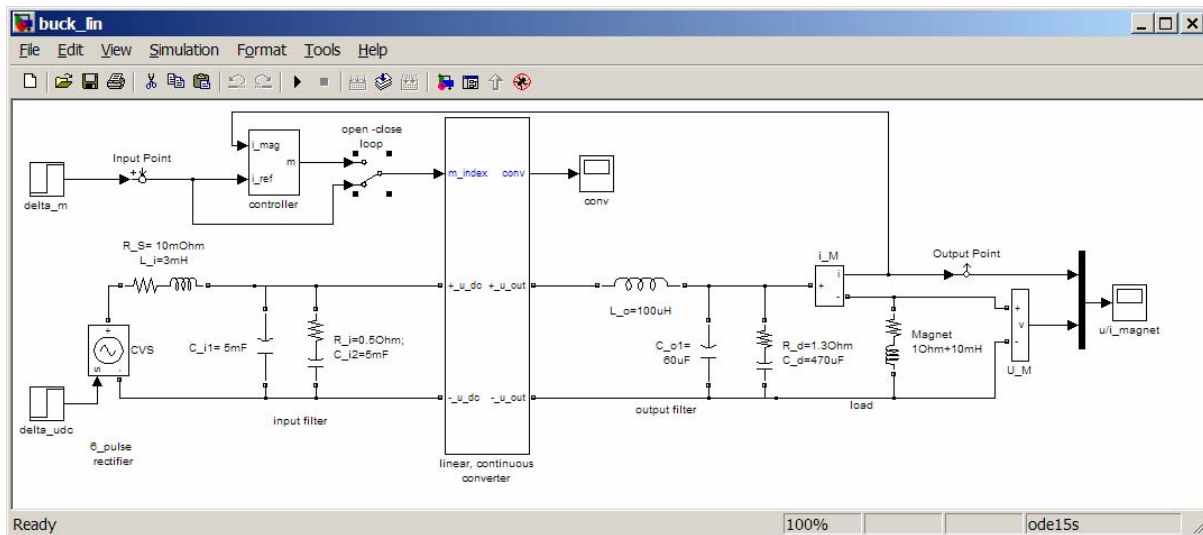 buck_lin
File Edit View Simulation Format Tools Help
open -close
loop
Input Point
i_mag
m
i_ref
controller
delta_m
m_index conv
conv
R_S= 10mOhm
L_i=3mH
i_M
Output Point
i
+
-
+_u_dc +_u_out
L_o=100uH
u/i_magnet
+
CVS
s
-
C_i1= 5mF
R_i=0.5Ohm;
C_i2=5mF
C_o1=
60uF
R_d=1.3Ohm
C_d=470uF
Magnet
1Ohm+10mH
+
v
-
U_M
delta_udc
-_u_dc -_u_out
input filter
output filter
load
6_pulse
rectifier
linear, continuous
converter
Ready 100% ode15s